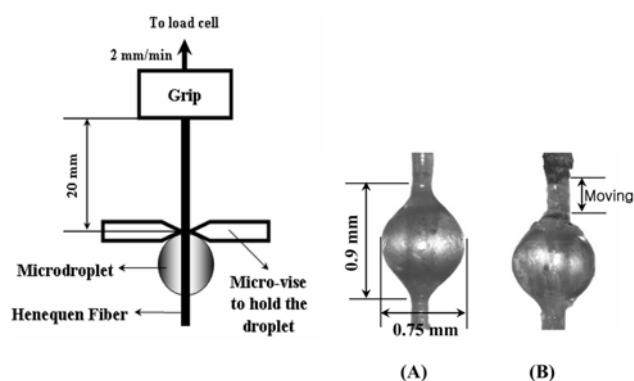 To load cell
2 mm/min
Grip
20 mm
Microdroplet
Micro-vise
to hold the
droplet
Henequen Fiber
0.9 mm
0.75 mm
Moving
(A)
(B)